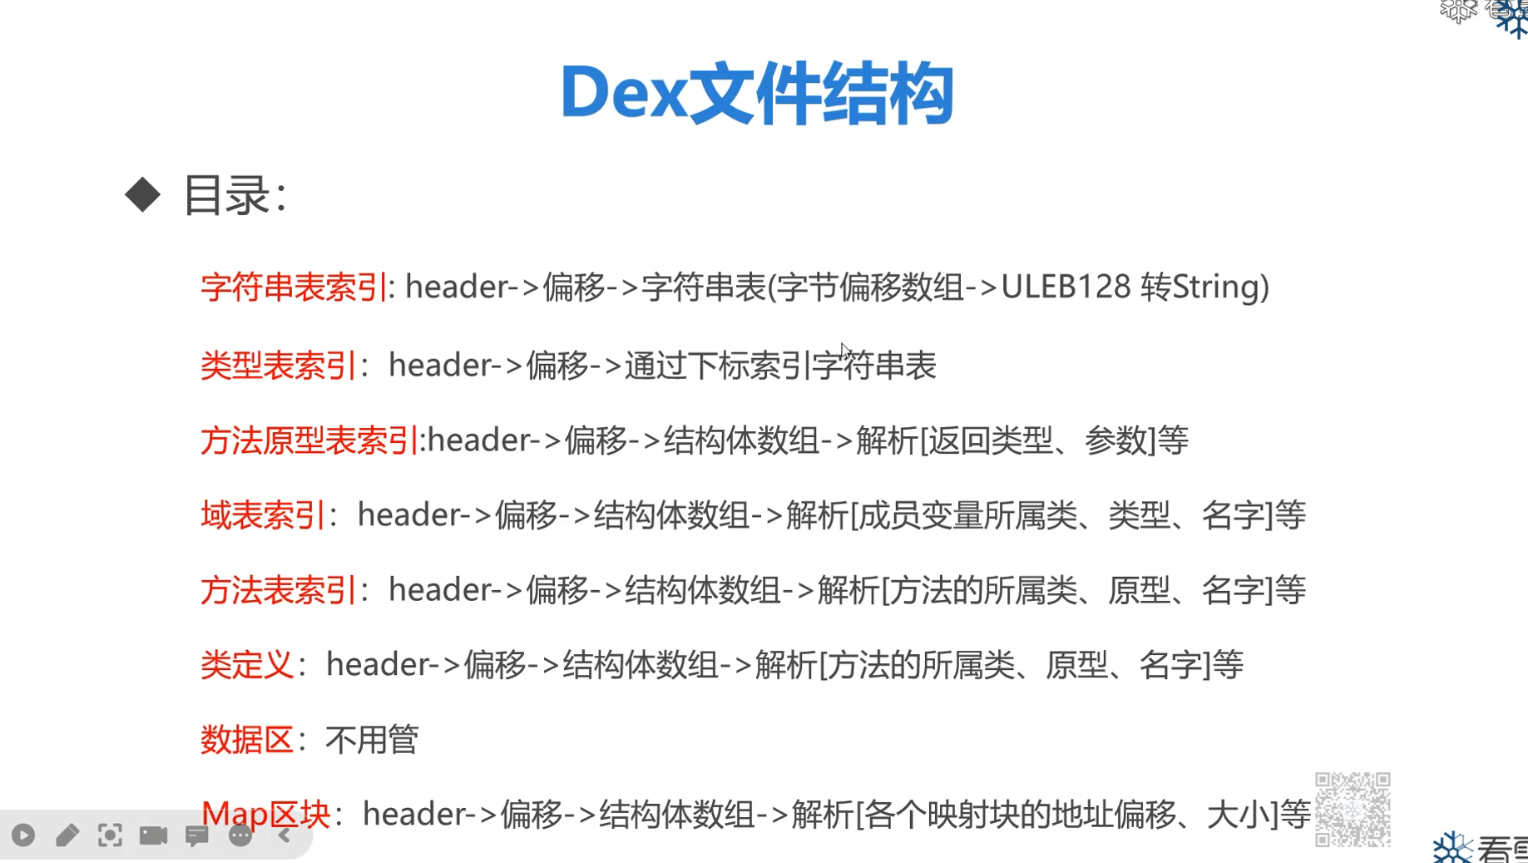 Dex文件结构
目录：
字符串表索引: header->偏移->字符串表(字节偏移数组->ULEB128 转String)
类型表索引：header->偏移->通过下标索引字符串表
方法原型表索引:header->偏移->结构体数组->解析[返回类型、参数]等
域表索引：header->偏移->结构体数组->解析[成员变量所属类、类型、名字]等
方法表索引：header->偏移->结构体数组->解析[方法的所属类、原型、名字]等
类定义：header->偏移->结构体数组->解析[方法的所属类、原型、名字]等
数据区：不用管
Map区块：header->偏移->结构体数组->解析[各个映射块的地址偏移、大小]等
看